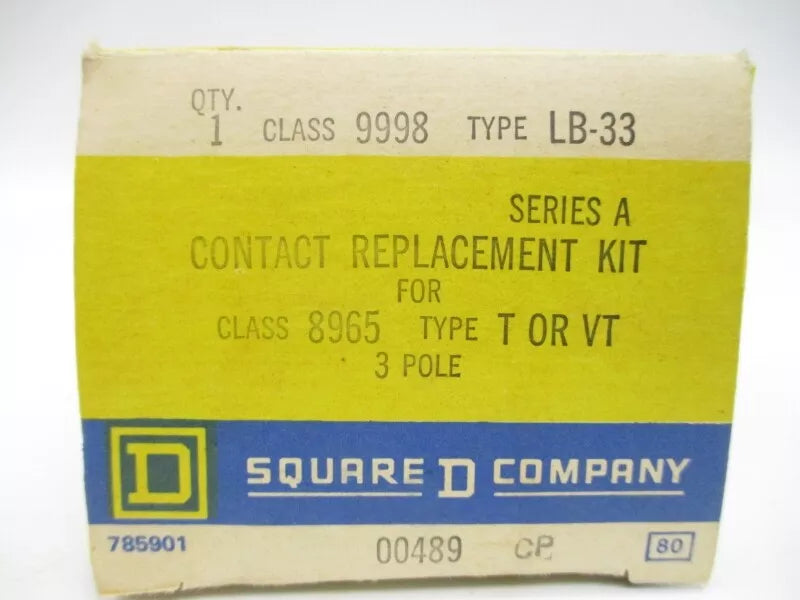 QTY.
1 CLASS 9998 TYPE LB-33
SERIES A
CONTACT REPLACEMENT KIT
FOR
CLASS 8965 TYPE T OR VT
3 POLE
D SQUARE D COMPANY
785901 00489 CP 80